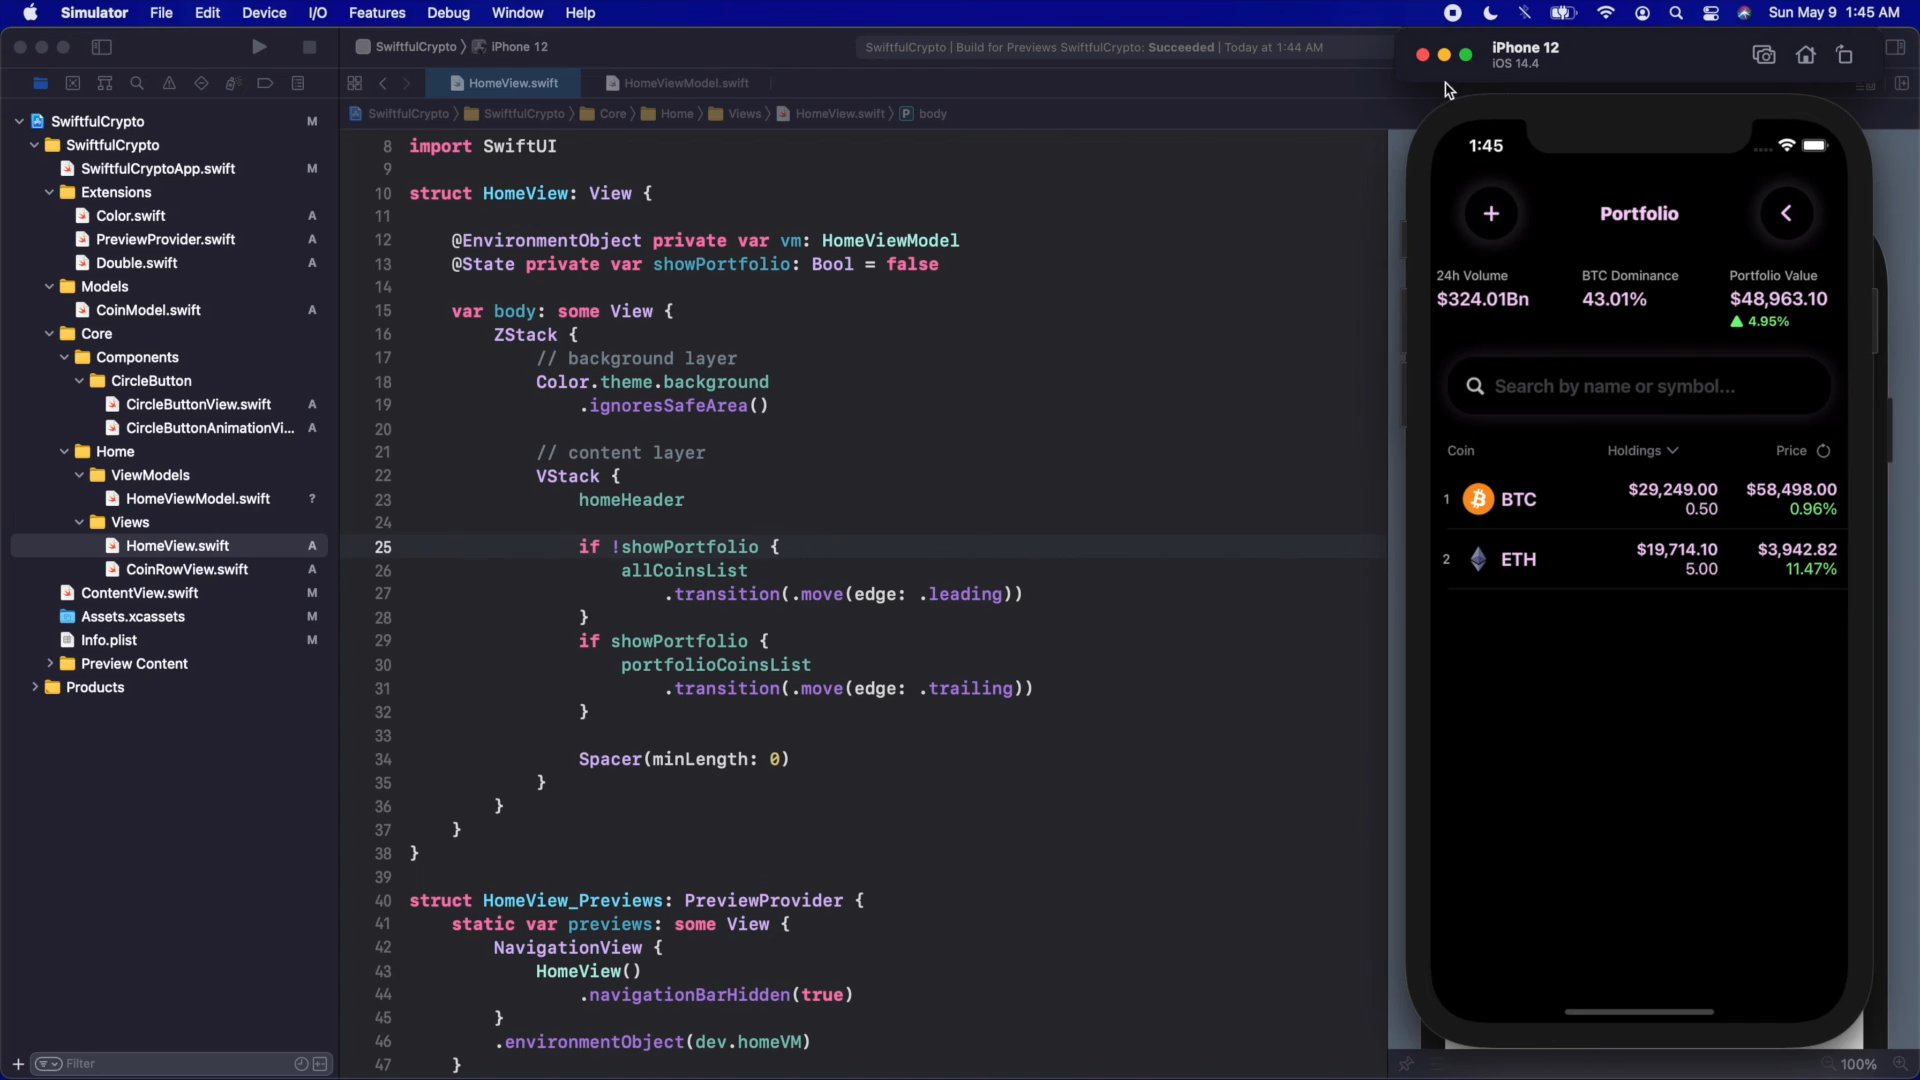 Simulator File Edit Device I/O Features Debug Window Help
Sun May 9 1:45 AM
SwiftfulCrypto iPhone 12
SwiftfulCrypto | Build for Previews SwiftfulCrypto: Succeeded | Today at 1:44 AM
HomeView.swift
HomeViewModel.swift
SwiftfulCrypto SwiftfulCrypto Core Home Views HomeView.swift P body
SwiftfulCrypto M
SwiftfulCrypto
SwiftfulCryptoApp.swift M
Extensions
Color.swift A
PreviewProvider.swift A
Double.swift A
Models
CoinModel.swift A
Core
Components
CircleButton
CircleButtonView.swift A
CircleButtonAnimationVi... A
Home
ViewModels
HomeViewModel.swift ?
Views
HomeView.swift A
CoinRowView.swift A
ContentView.swift M
Assets.xcassets M
Info.plist M
Preview Content
Products
Filter
8 import SwiftUI
9
10 struct HomeView: View {
11
12 @EnvironmentObject private var vm: HomeViewModel
13 @State private var showPortfolio: Bool = false
14
15 var body: some View {
16 ZStack {
17 // background layer
18 Color.theme.background
19 .ignoresSafeArea()
20
21 // content layer
22 VStack {
23 homeHeader
24
25 if !showPortfolio {
26 allCoinsList
27 .transition(.move(edge: .leading))
28 }
29 if showPortfolio {
30 portfolioCoinsList
31 .transition(.move(edge: .trailing))
32 }
33
34 Spacer(minLength: 0)
35 }
36 }
37 }
38 }
39
40 struct HomeView_Previews: PreviewProvider {
41 static var previews: some View {
42 NavigationView {
43 HomeView()
44 .navigationBarHidden(true)
45 }
46 .environmentObject(dev.homeVM)
47 }
iPhone 12
iOS 14.4
1:45
Portfolio
24h Volume BTC Dominance Portfolio Value
$324.01Bn 43.01% $48,963.10
4.95%
Search by name or symbol...
Coin Holdings Price
1 BTC $29,249.00 $58,498.00
0.50 0.96%
2 ETH $19,714.10 $3,942.82
5.00 11.47%
100%